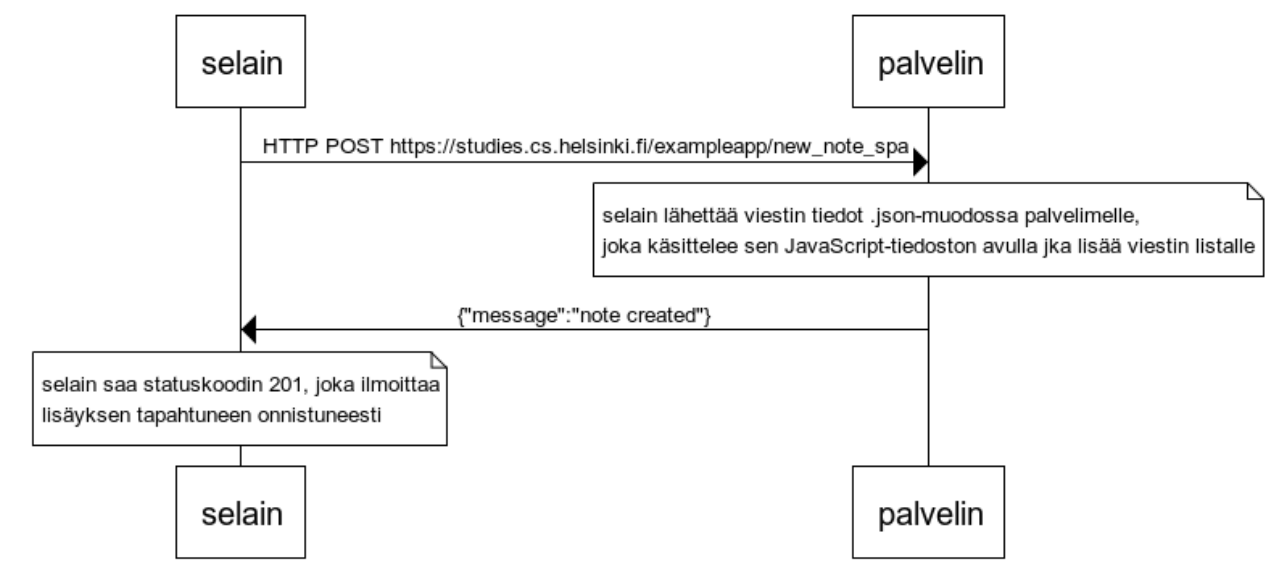 selain
palvelin
HTTP POST https://studies.cs.helsinki.fi/exampleapp/new_note_spa
selain lähettää viestin tiedot .json-muodossa palvelimelle,
joka käsittelee sen JavaScript-tiedoston avulla jka lisää viestin listalle
{"message":"note created"}
selain saa statuskoodin 201, joka ilmoittaa
lisäyksen tapahtuneen onnistuneesti
selain
palvelin